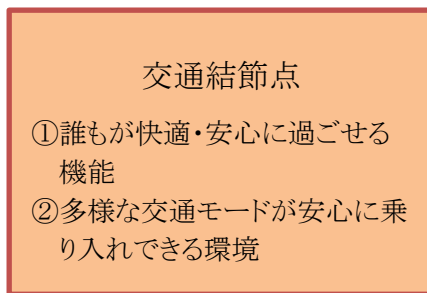 交通結節点
①誰もが快適・安心に過ごせる
機能
②多様な交通モードが安心に乗
り入れできる環境